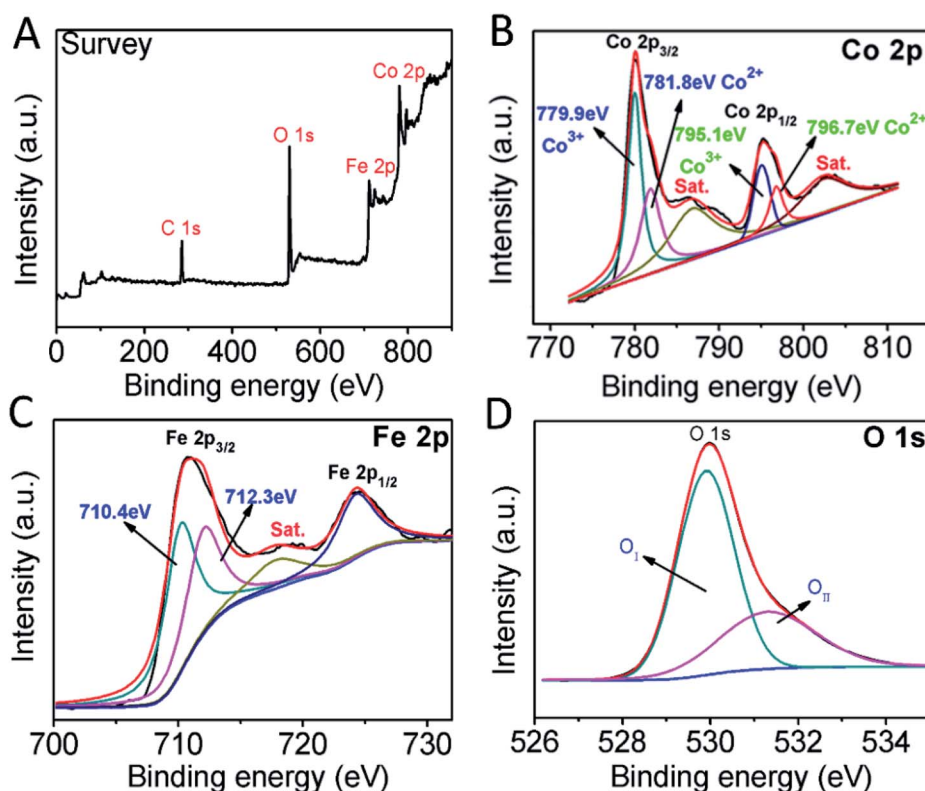 A
Survey
Intensity (a.u.)
C 1s
O 1s
Fe 2p
Co 2p
0 200 400 600 800
Binding energy (eV)
B
Co 2p
Intensity (a.u.)
Co 2p3/2
779.9eV
Co3+
781.8eV Co2+
795.1eV
Co3+
Co 2p1/2
796.7eV Co2+
Sat.
Sat.
770 780 790 800 810
Binding energy (eV)
C
Fe 2p
Intensity (a.u.)
Fe 2p3/2
Fe 2p1/2
710.4eV
712.3eV
Sat.
700 710 720 730
Binding energy (eV)
D
O 1s
O 1s
Intensity (a.u.)
OI
OII
526 528 530 532 534
Binding energy (eV)